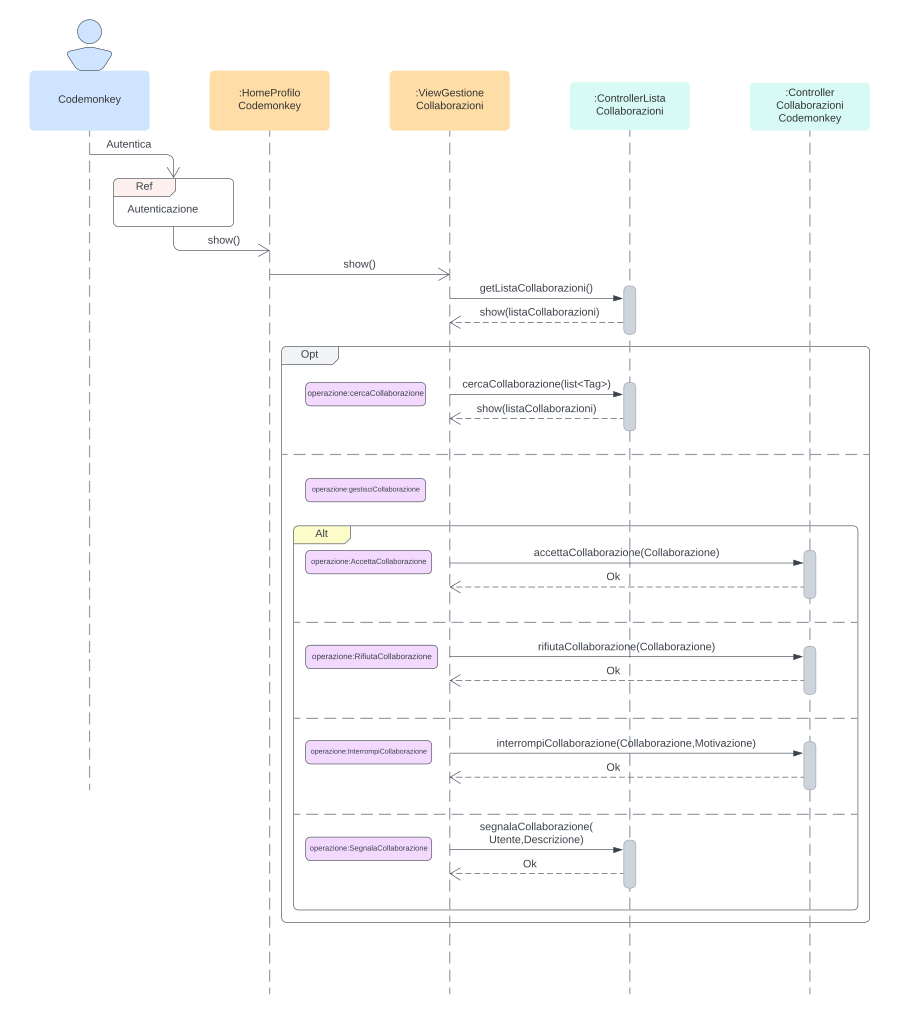 Codemonkey
:HomeProfilo
Codemonkey
:ViewGestione
Collaborazioni
:ControllerLista
Collaborazioni
:Controller
Collaborazioni
Codemonkey
Autentica
Ref
Autenticazione
show()
show()
getListaCollaborazioni()
show(listaCollaborazioni)
Opt
operazione:cercaCollaborazione
cercaCollaborazione(list<Tag>)
show(listaCollaborazioni)
operazione:gestisciCollaborazione
Alt
operazione:AccettaCollaborazione
accettaCollaborazione(Collaborazione)
Ok
operazione:RifiutaCollaborazione
rifiutaCollaborazione(Collaborazione)
Ok
operazione:InterrompiCollaborazione
interrompiCollaborazione(Collaborazione,Motivazione)
Ok
operazione:SegnalaCollaborazione
segnalaCollaborazione(
Utente,Descrizione)
Ok